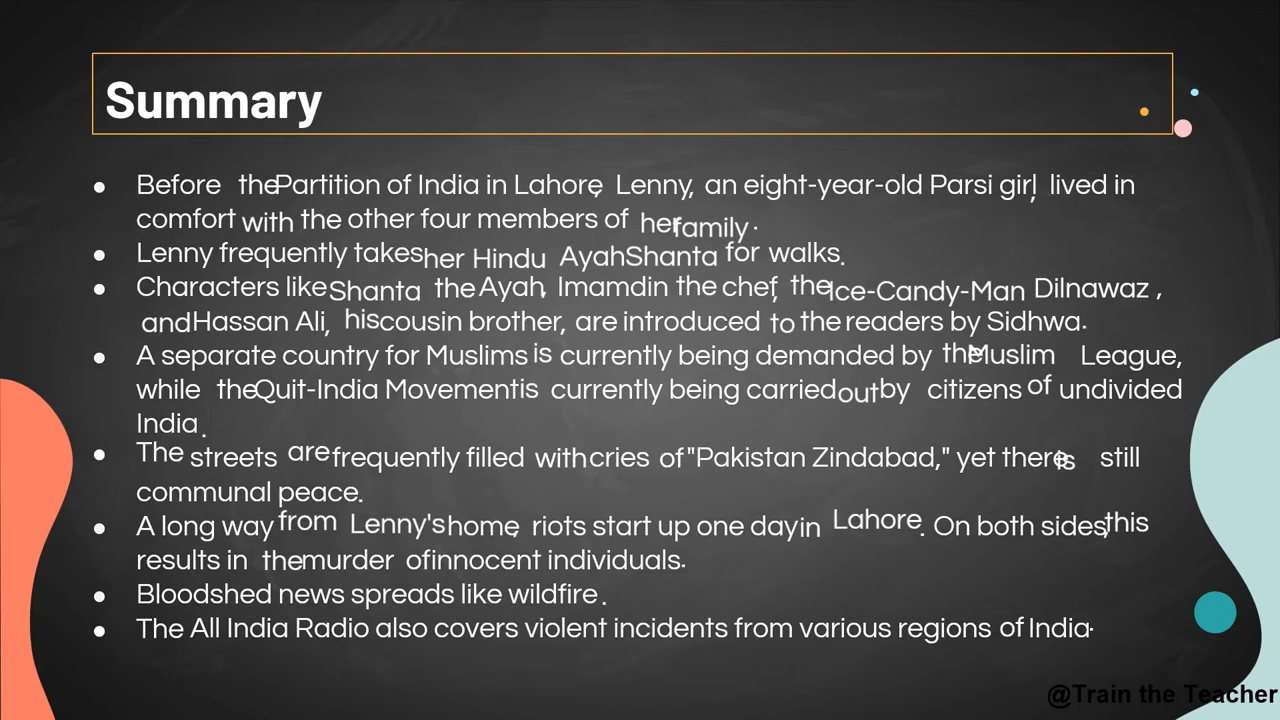 Summary
● Before the Partition of India in Lahore, Lenny, an eight-year-old Parsi girl, lived in
comfort with the other four members of her family.
● Lenny frequently takes her Hindu Ayah Shanta for walks.
● Characters like Shanta the Ayah, Imamdin the chef, the Ice-Candy-Man Dilnawaz ,
and Hassan Ali, his cousin brother, are introduced to the readers by Sidhwa.
● A separate country for Muslims is currently being demanded by the Muslim League,
while the Quit-India Movement is currently being carried out by citizens of undivided
India.
● The streets are frequently filled with cries of "Pakistan Zindabad," yet there is still
communal peace.
● A long way from Lenny's home, riots start up one day in Lahore. On both sides, this
results in the murder of innocent individuals.
● Bloodshed news spreads like wildfire.
● The All India Radio also covers violent incidents from various regions of India.
@Train the Teacher